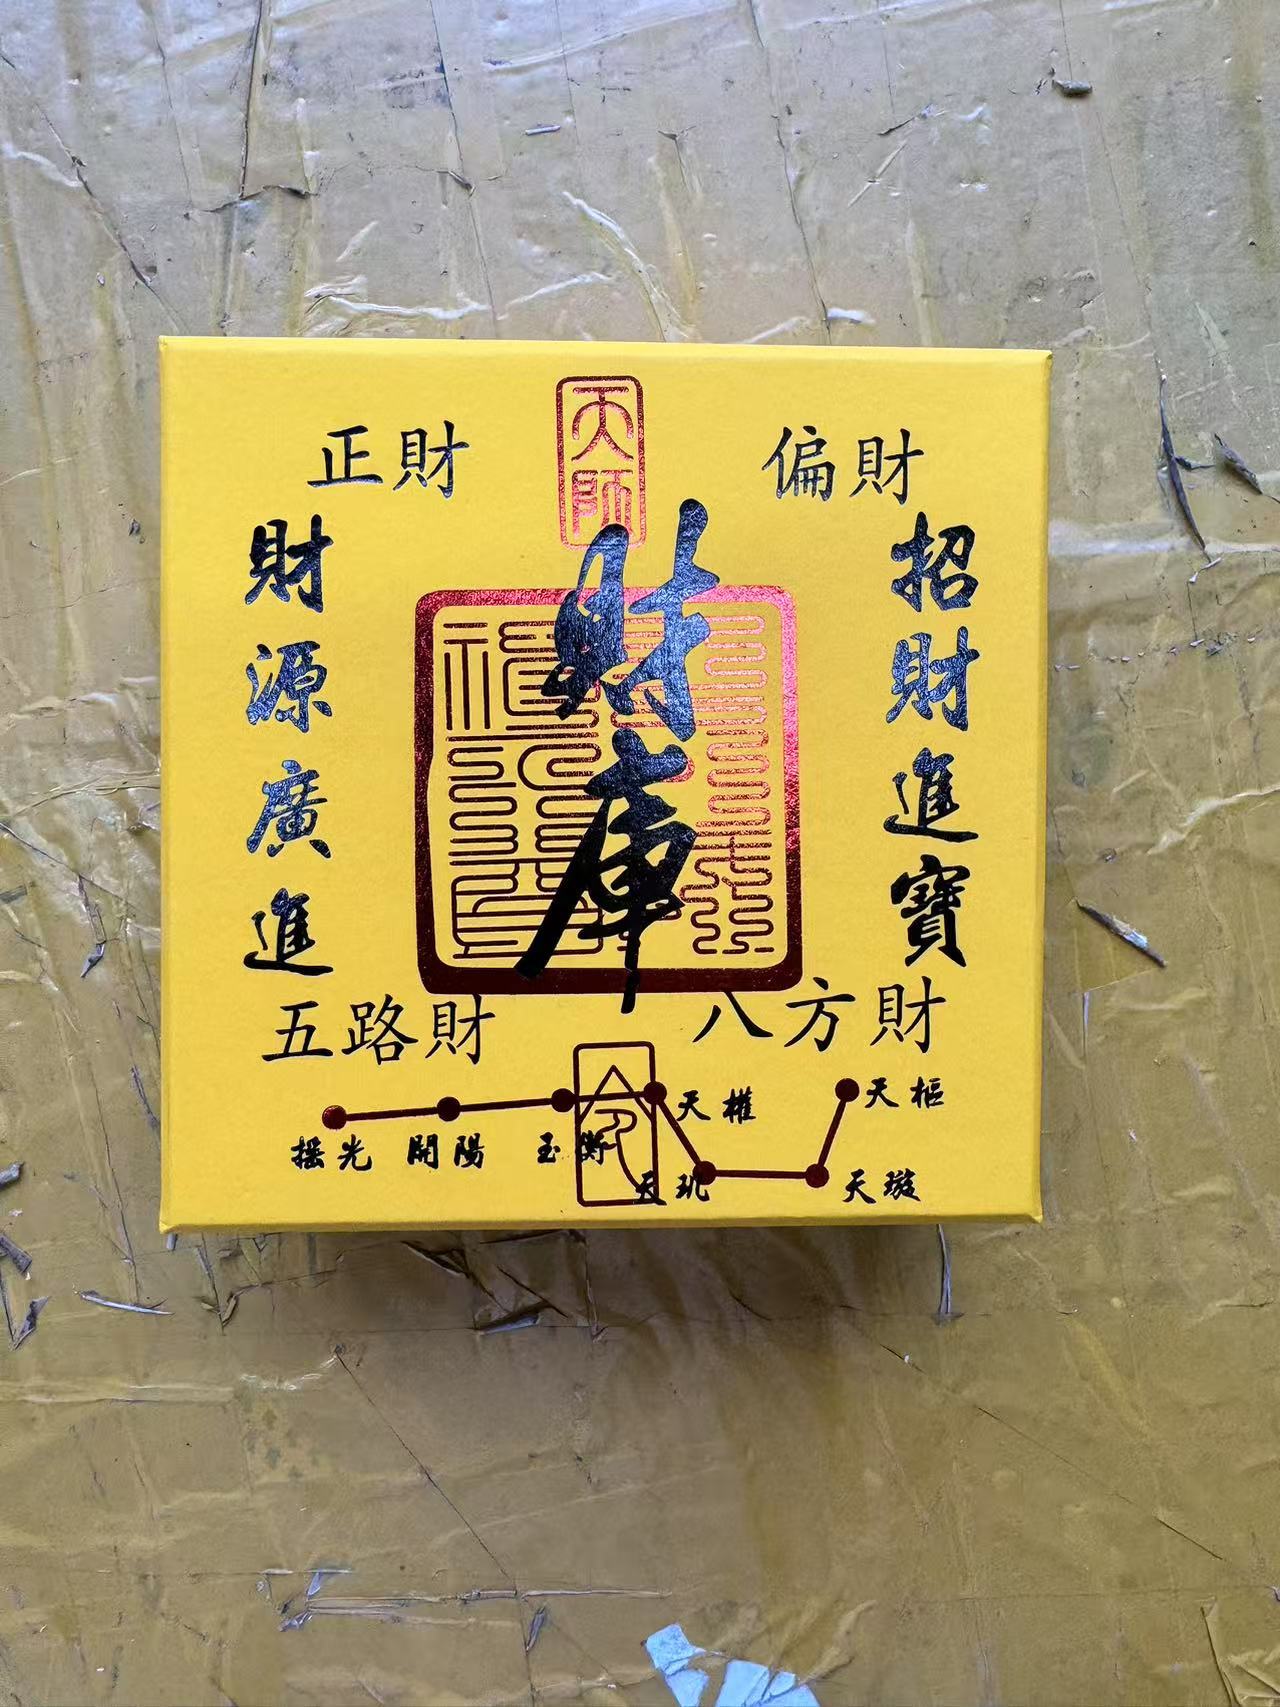 天師
正財
偏財
財庫
招財進寶
財源廣進
五路財
八方財
天樞
天璇
天璣
天權
玉衡
開陽
摇光